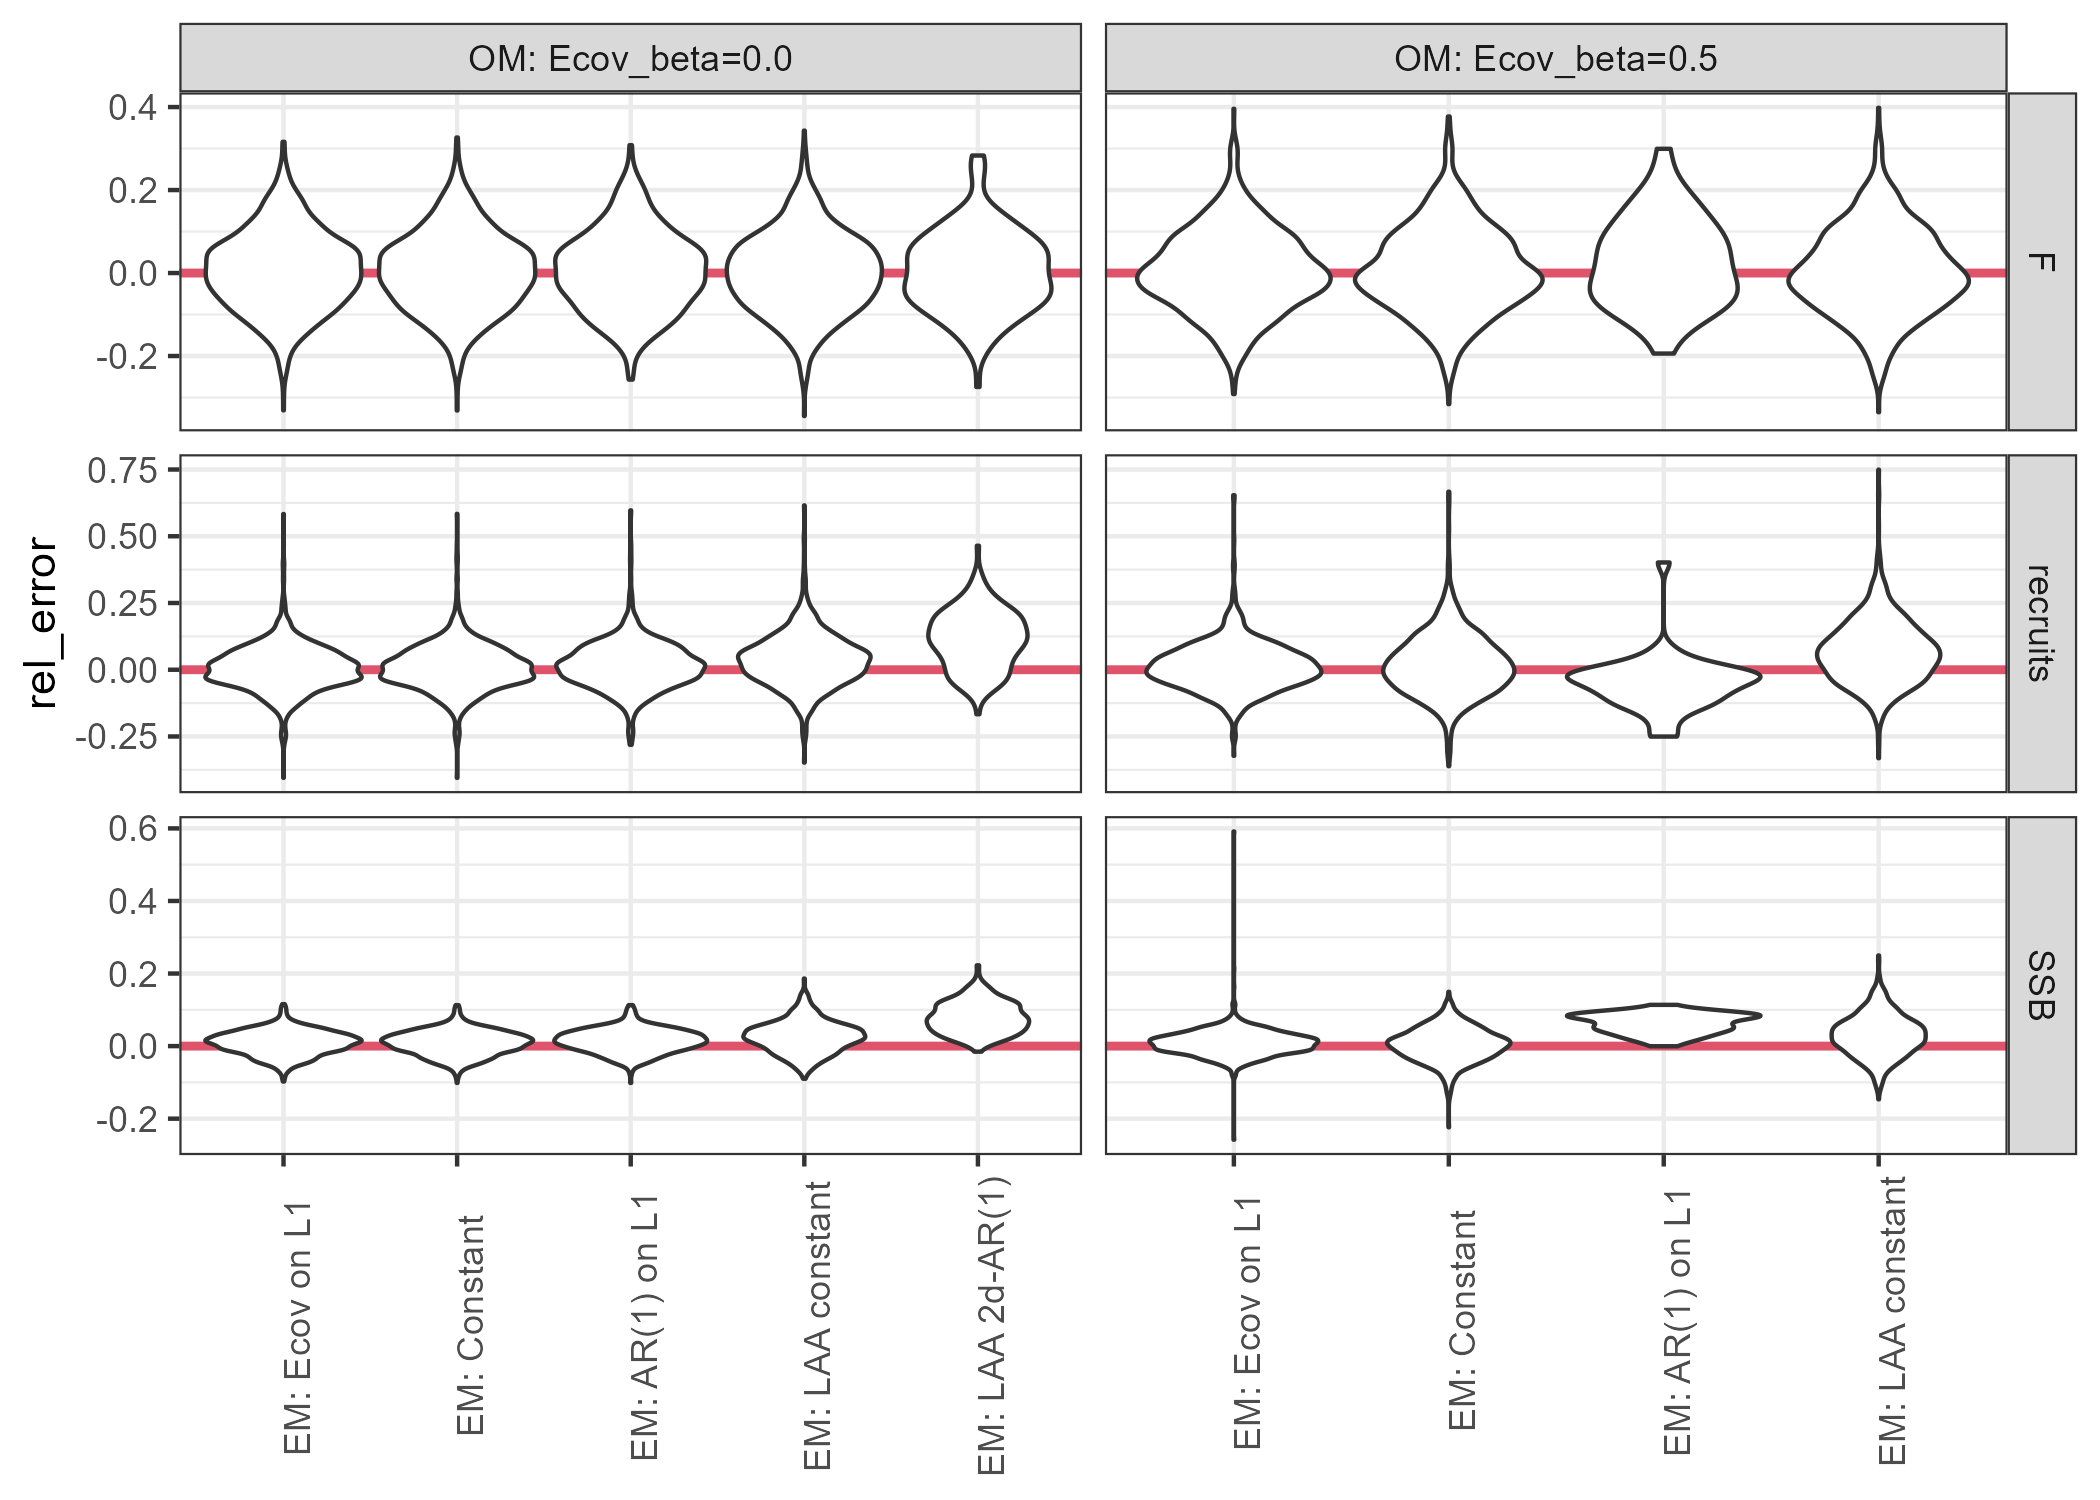 OM: Ecov_beta=0.0
OM: Ecov_beta=0.5
rel_error
0.4
0.2
0.0
-0.2
F
0.75
0.50
0.25
0.00
-0.25
recruits
0.6
0.4
0.2
0.0
-0.2
SSB
EM: Ecov on L1
EM: Constant
EM: AR(1) on L1
EM: LAA constant
EM: LAA 2d-AR(1)
EM: Ecov on L1
EM: Constant
EM: AR(1) on L1
EM: LAA constant